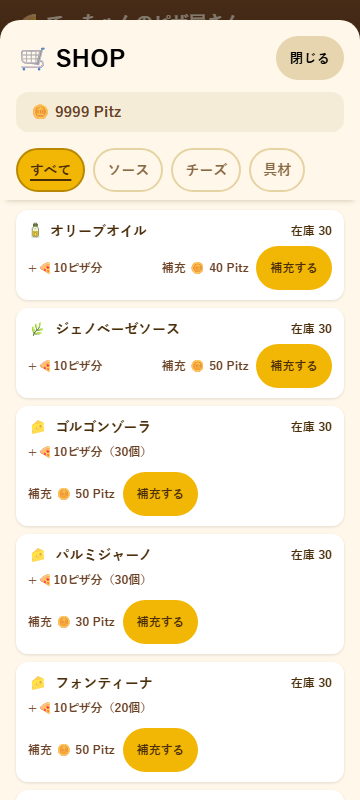 SHOP
閉じる
9999 Pitz
すべて ソース チーズ 具材
オリーブオイル 在庫 30
+🍕10ピザ分 補充 40 Pitz 補充する
ジェノベーゼソース 在庫 30
+🍕10ピザ分 補充 50 Pitz 補充する
ゴルゴンゾーラ 在庫 30
+🍕10ピザ分（30個）
補充 50 Pitz 補充する
パルミジャーノ 在庫 30
+🍕10ピザ分（30個）
補充 30 Pitz 補充する
フォンティーナ 在庫 30
+🍕10ピザ分（20個）
補充 50 Pitz 補充する